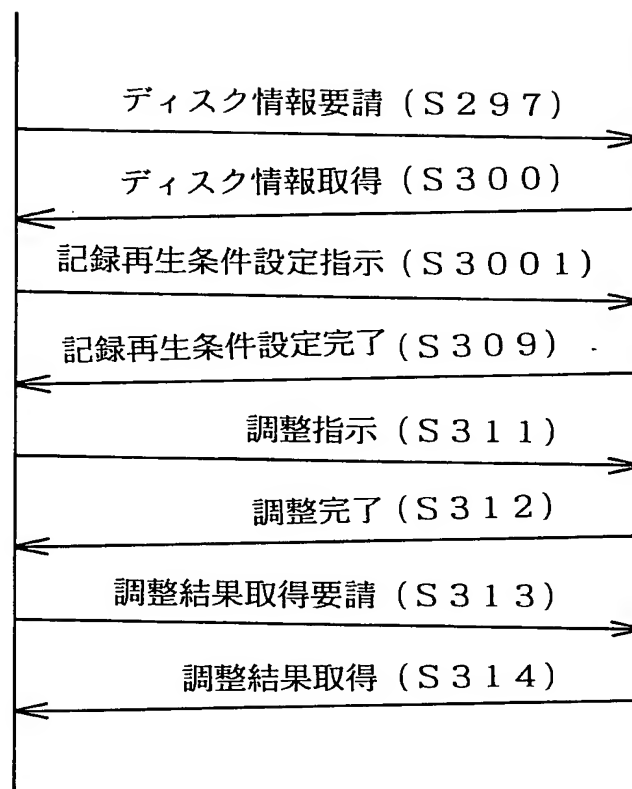 ディスク情報要請（S297）
ディスク情報取得（S300）
記録再生条件設定指示（S3001）
記録再生条件設定完了（S309）
調整指示（S311）
調整完了（S312）
調整結果取得要請（S313）
調整結果取得（S314）